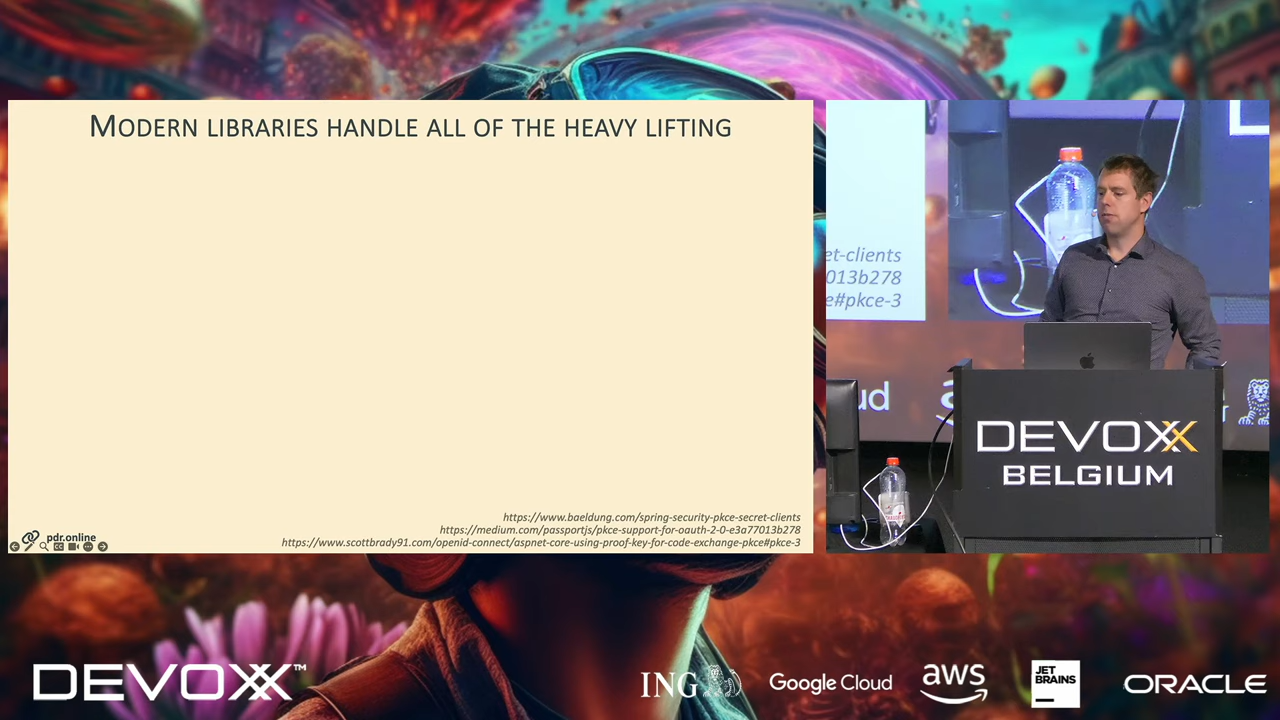 MODERN LIBRARIES HANDLE ALL OF THE HEAVY LIFTING
https://www.baeldung.com/spring-security-pkce-secret-clients
https://medium.com/passportjs/pkce-support-for-oauth-2-0-e3a77013b278
https://www.scottbrady91.com/openid-connect/aspnet-core-using-proof-key-for-code-exchange-pkce#pkce-3
pdr.online
et-clients
013b278
e#pkce-3
ud
DEVOXX
BELGIUM
DEVOXX™
ING
Google Cloud
aws
JET
BRAINS
ORACLE